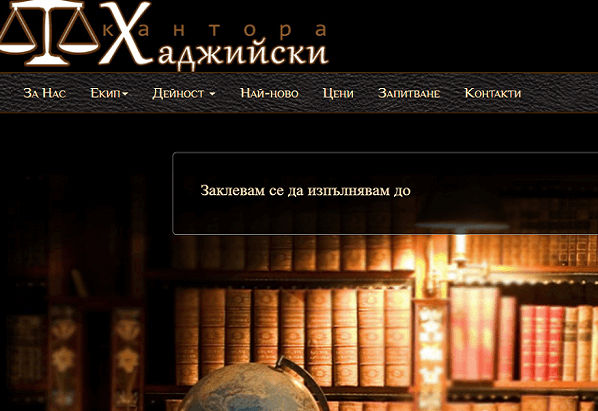 кантора
Хаджийски
За Нас Екип Дейност Най-ново Цени Запитване Контакти
Заклевам се да изпълнявам до